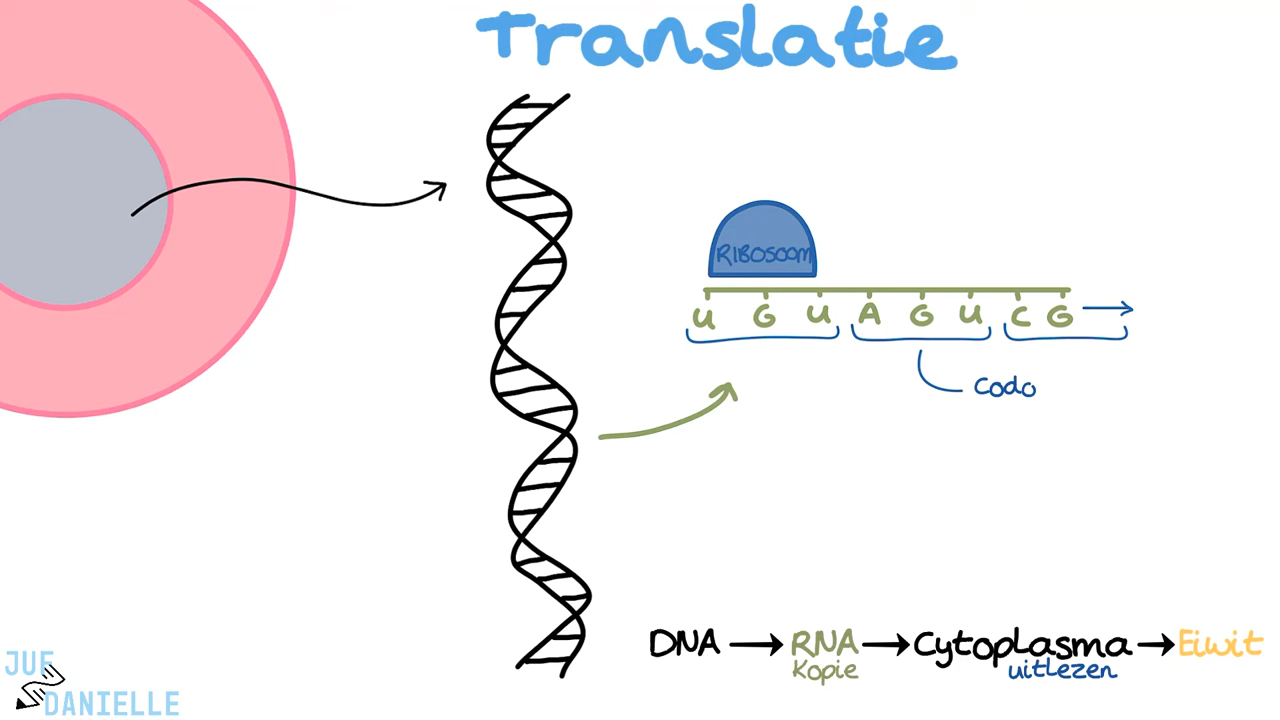 Translatie
RIBOSOOM
U G U A G U C G
Codo
DNA → RNA → Cytoplasma → Eiwit
Kopie uitlezen
JUF
DANIELLE